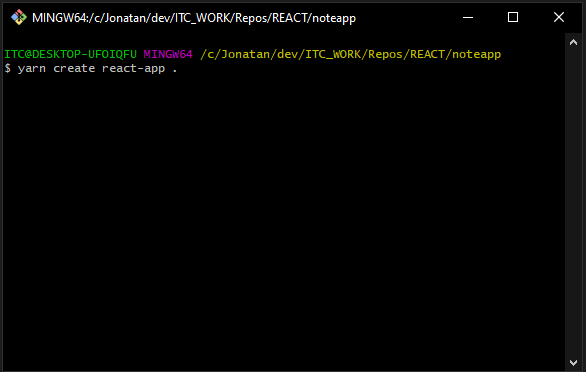 MINGW64:/c/Jonatan/dev/ITC_WORK/Repos/REACT/noteapp
ITC@DESKTOP-UFOIQFU MINGW64 /c/Jonatan/dev/ITC_WORK/Repos/REACT/noteapp
$ yarn create react-app .